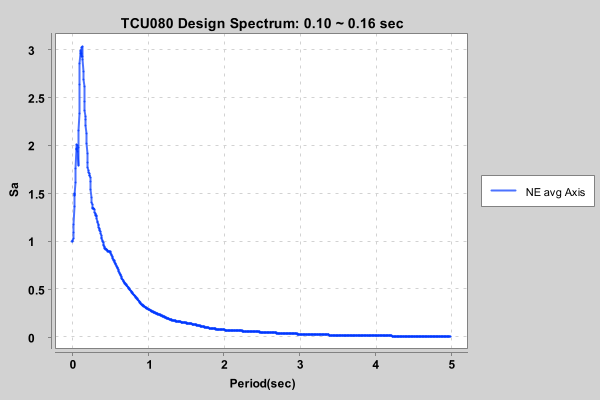 TCU080 Design Spectrum: 0.10 ~ 0.16 sec
3
2.5
2
1.5
1
0.5
0
Sa
0 1 2 3 4 5
Period(sec)
NE avg Axis